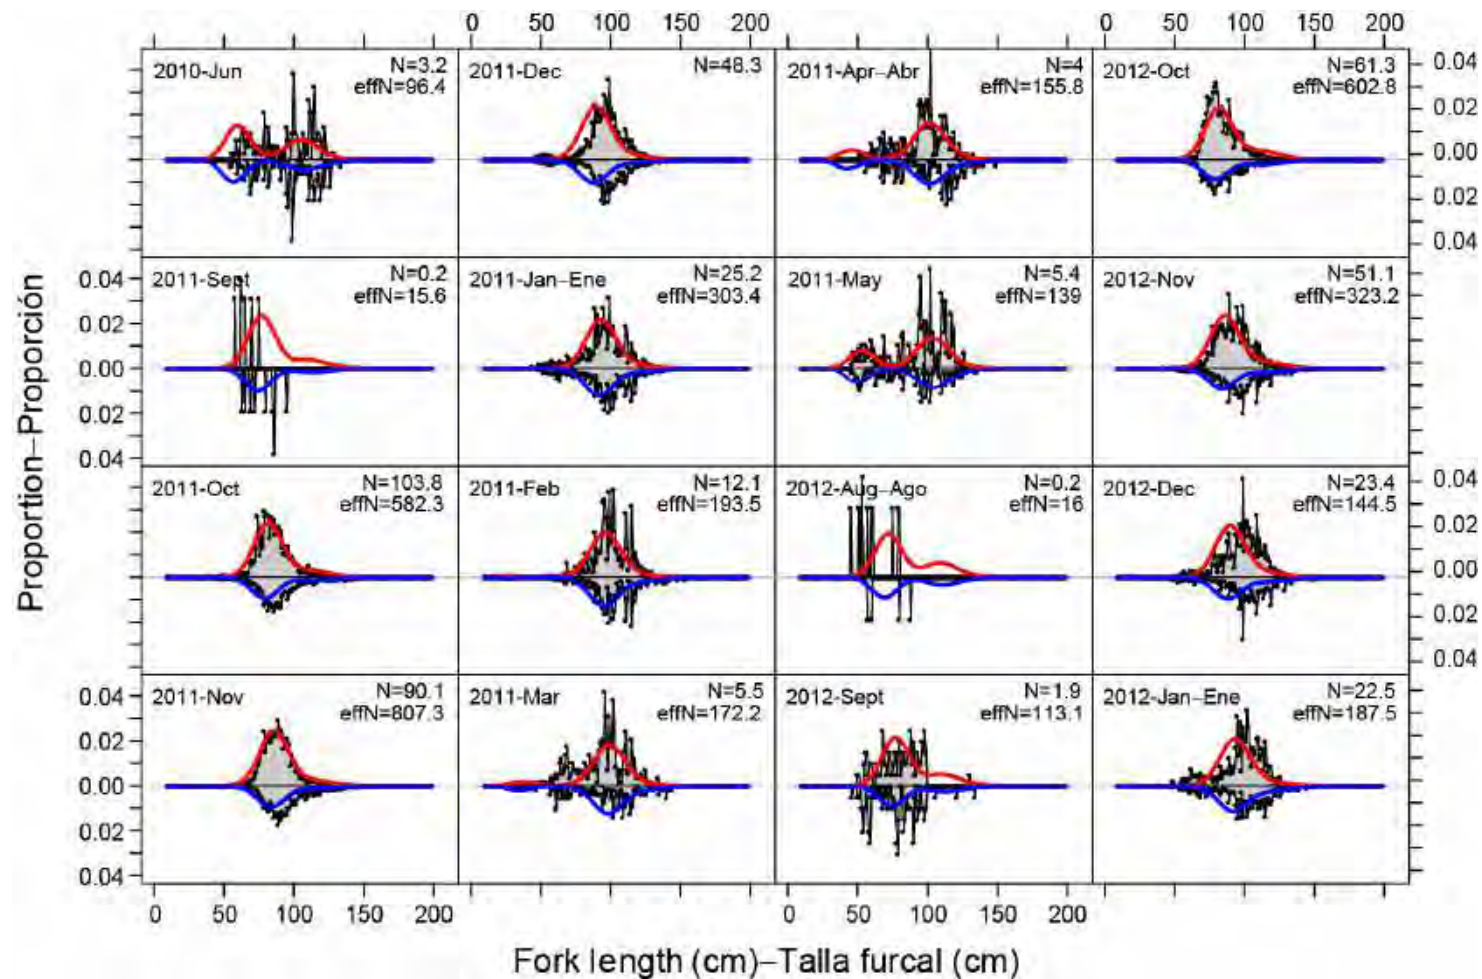 0 50 100 150 200 0 50 100 150 200
2010-Jun N=3.2
effN=96.4
2011-Dec N=48.3
2011-Apr–Abr N=4
effN=155.8
2012-Oct N=61.3
effN=602.8
0.04
0.02
0.00
0.02
0.04
2011-Sept N=0.2
effN=15.6
2011-Jan–Ene N=25.2
effN=303.4
2011-May N=5.4
effN=139
2012-Nov N=51.1
effN=323.2
0.04
0.02
0.00
0.02
0.04
2011-Oct N=103.8
effN=582.3
2011-Feb N=12.1
effN=193.5
2012-Aug–Ago N=0.2
effN=16
2012-Dec N=23.4
effN=144.5
0.04
0.02
0.00
0.02
0.04
2011-Nov N=90.1
effN=807.3
2011-Mar N=5.5
effN=172.2
2012-Sept N=1.9
effN=113.1
2012-Jan–Ene N=22.5
effN=187.5
0.04
0.02
0.00
0.02
0.04
0 50 100 150 200 0 50 100 150 200
Proportion–Proporción
Fork length (cm)–Talla furcal (cm)